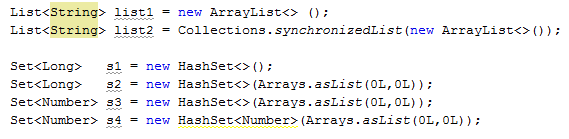 List<String> list1 = new ArrayList<> ();
List<String> list2 = Collections.synchronizedList(new ArrayList<>());
Set<Long> s1 = new HashSet<>();
Set<Long> s2 = new HashSet<>(Arrays.asList(0L,0L));
Set<Number> s3 = new HashSet<>(Arrays.asList(0L,0L));
Set<Number> s4 = new HashSet<Number>(Arrays.asList(0L,0L));